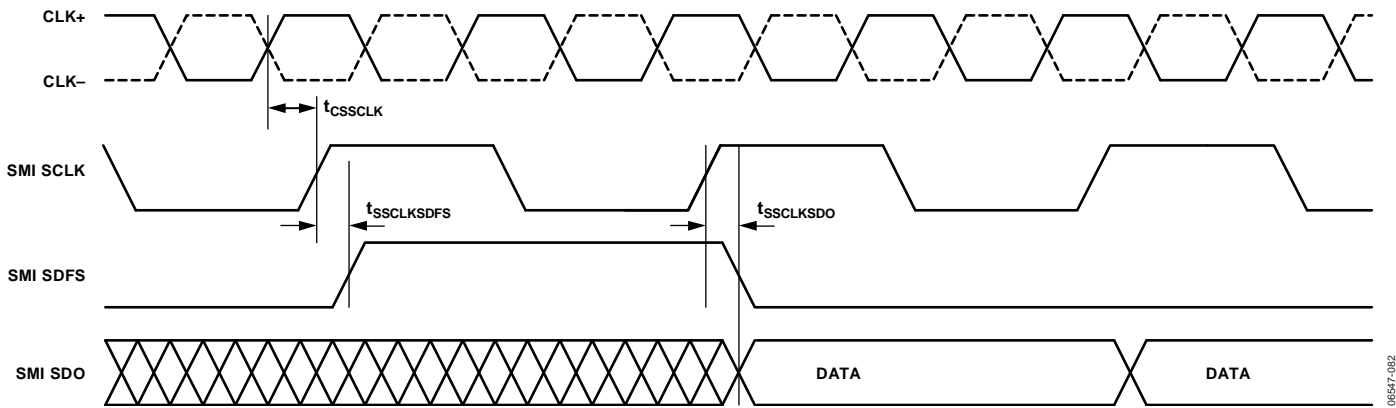 CLK+
CLK–
tCSSCLK
SMI SCLK
tSSCLKSDFS
tSSCLKSDO
SMI SDFS
SMI SDO
DATA
DATA
06547-082